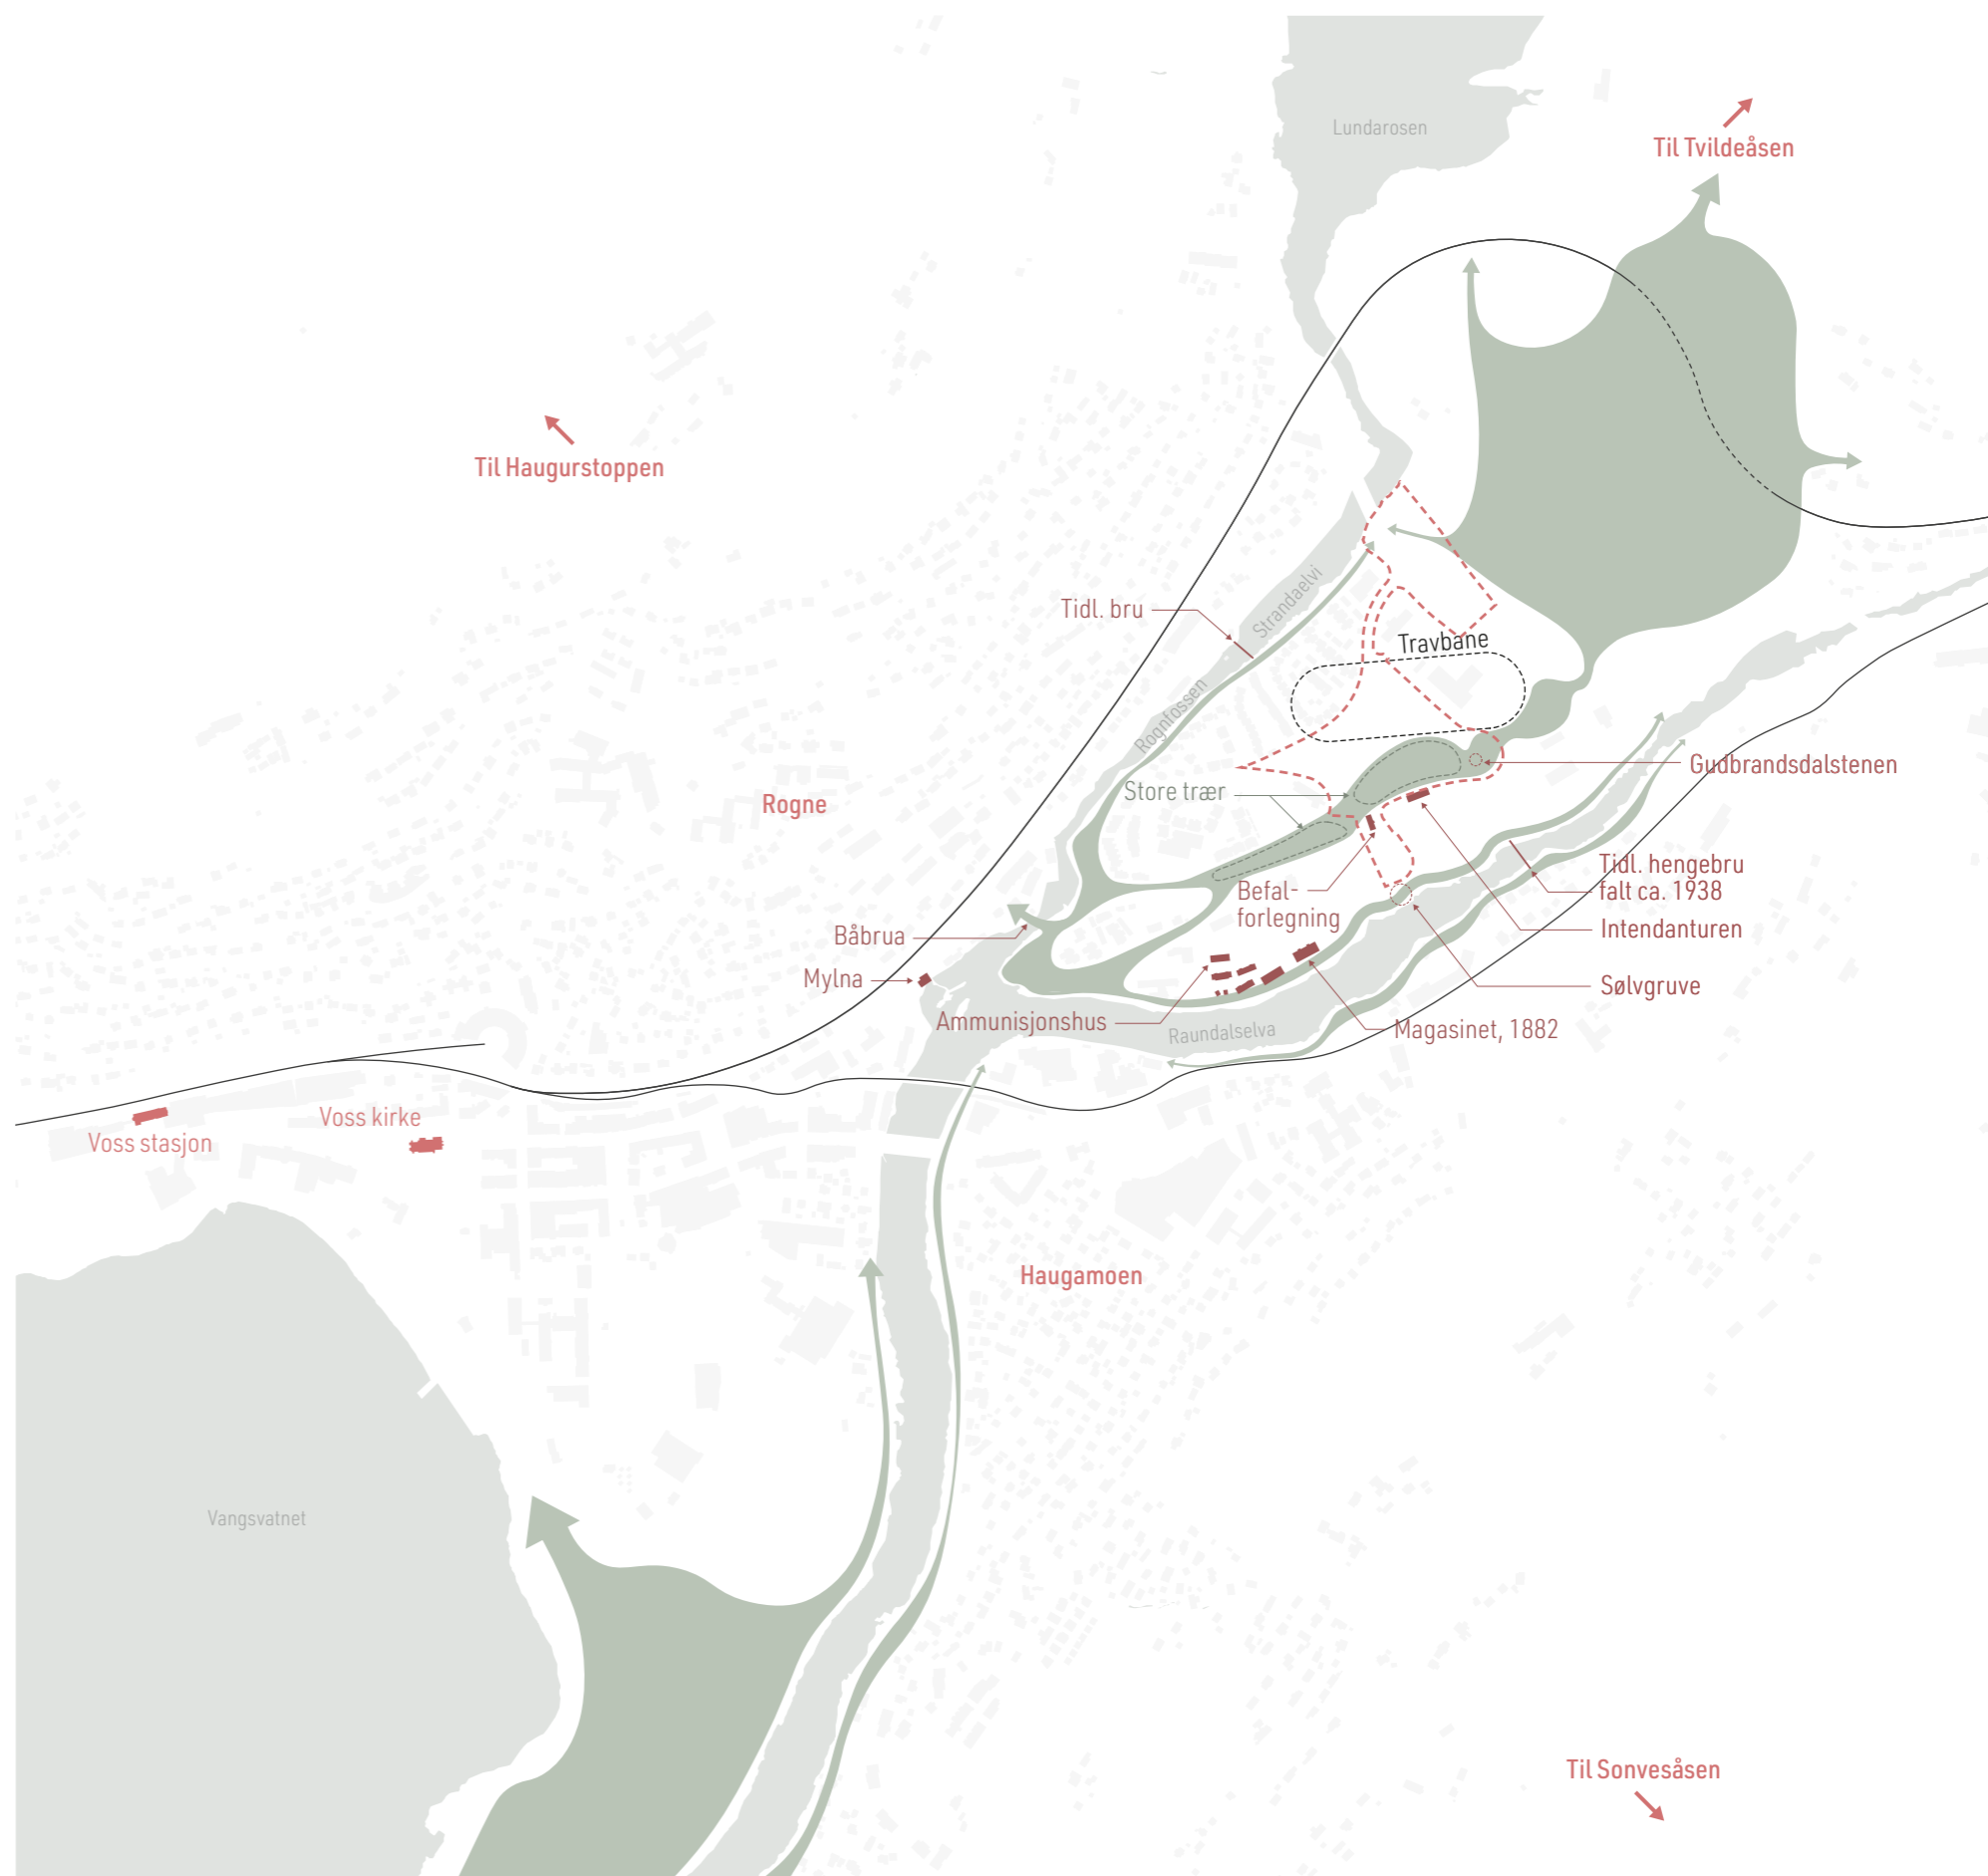 Lundarosen
Til Tvildeåsen
Til Haugurstoppen
Strandaelvi
Tidl. bru
Travbane
Rognfossen
Gudbrandsdalstenen
Store trær
Rogne
Tidl. hengebru
falt ca. 1938
Befal-
forlegning
Intendanturen
Båbrua
Mylna
Sølvgruve
Ammunisjonshus
Raundalselva
Magasinet, 1882
Voss kirke
Voss stasjon
Haugamoen
Vangsvatnet
Til Sonvesåsen